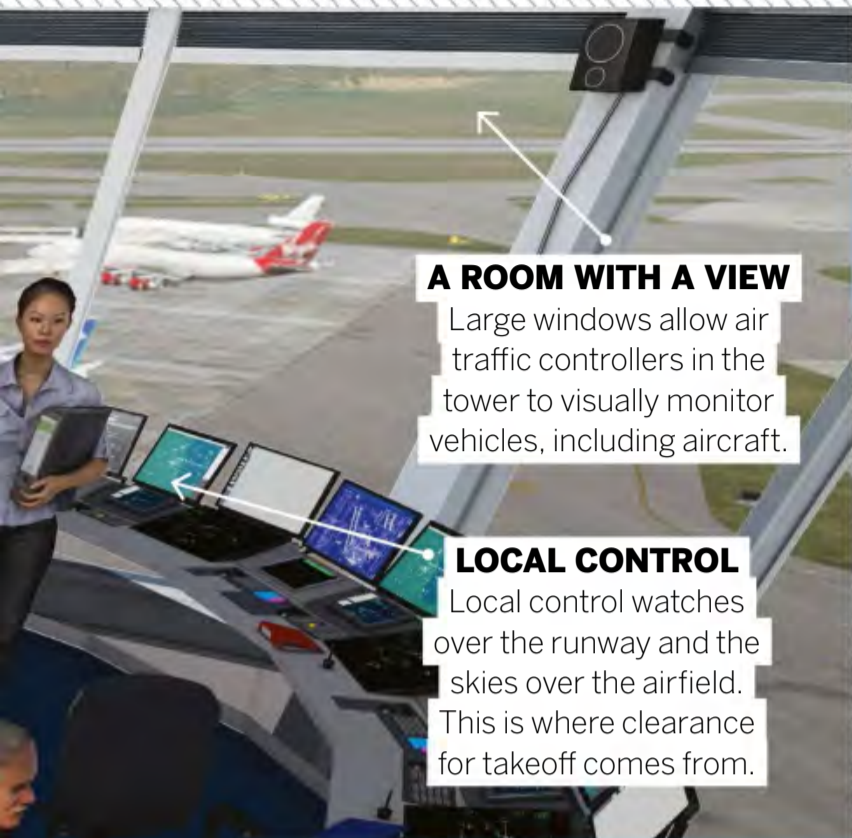 A ROOM WITH A VIEW
Large windows allow air
traffic controllers in the
tower to visually monitor
vehicles, including aircraft.
LOCAL CONTROL
Local control watches
over the runway and the
skies over the airfield.
This is where clearance
for takeoff comes from.